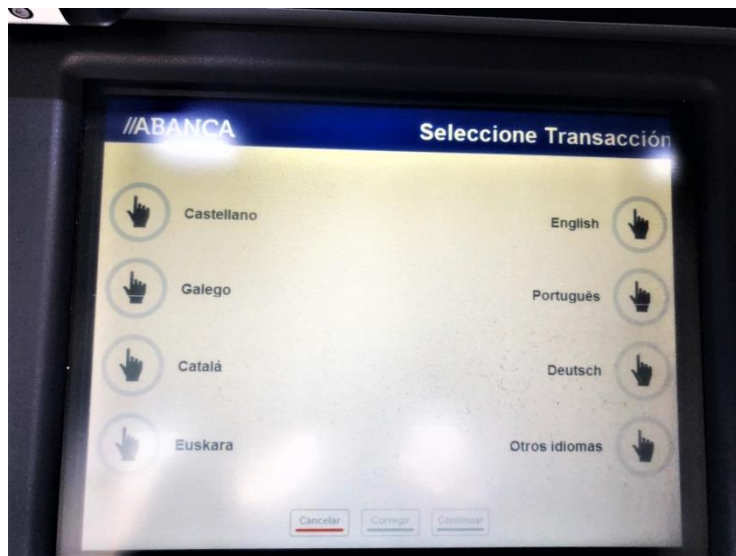 //ABANCA
Seleccione Transacción
Castellano
English
Galego
Português
Catalá
Deutsch
Euskara
Otros idiomas
Cancelar Corregir Continuar